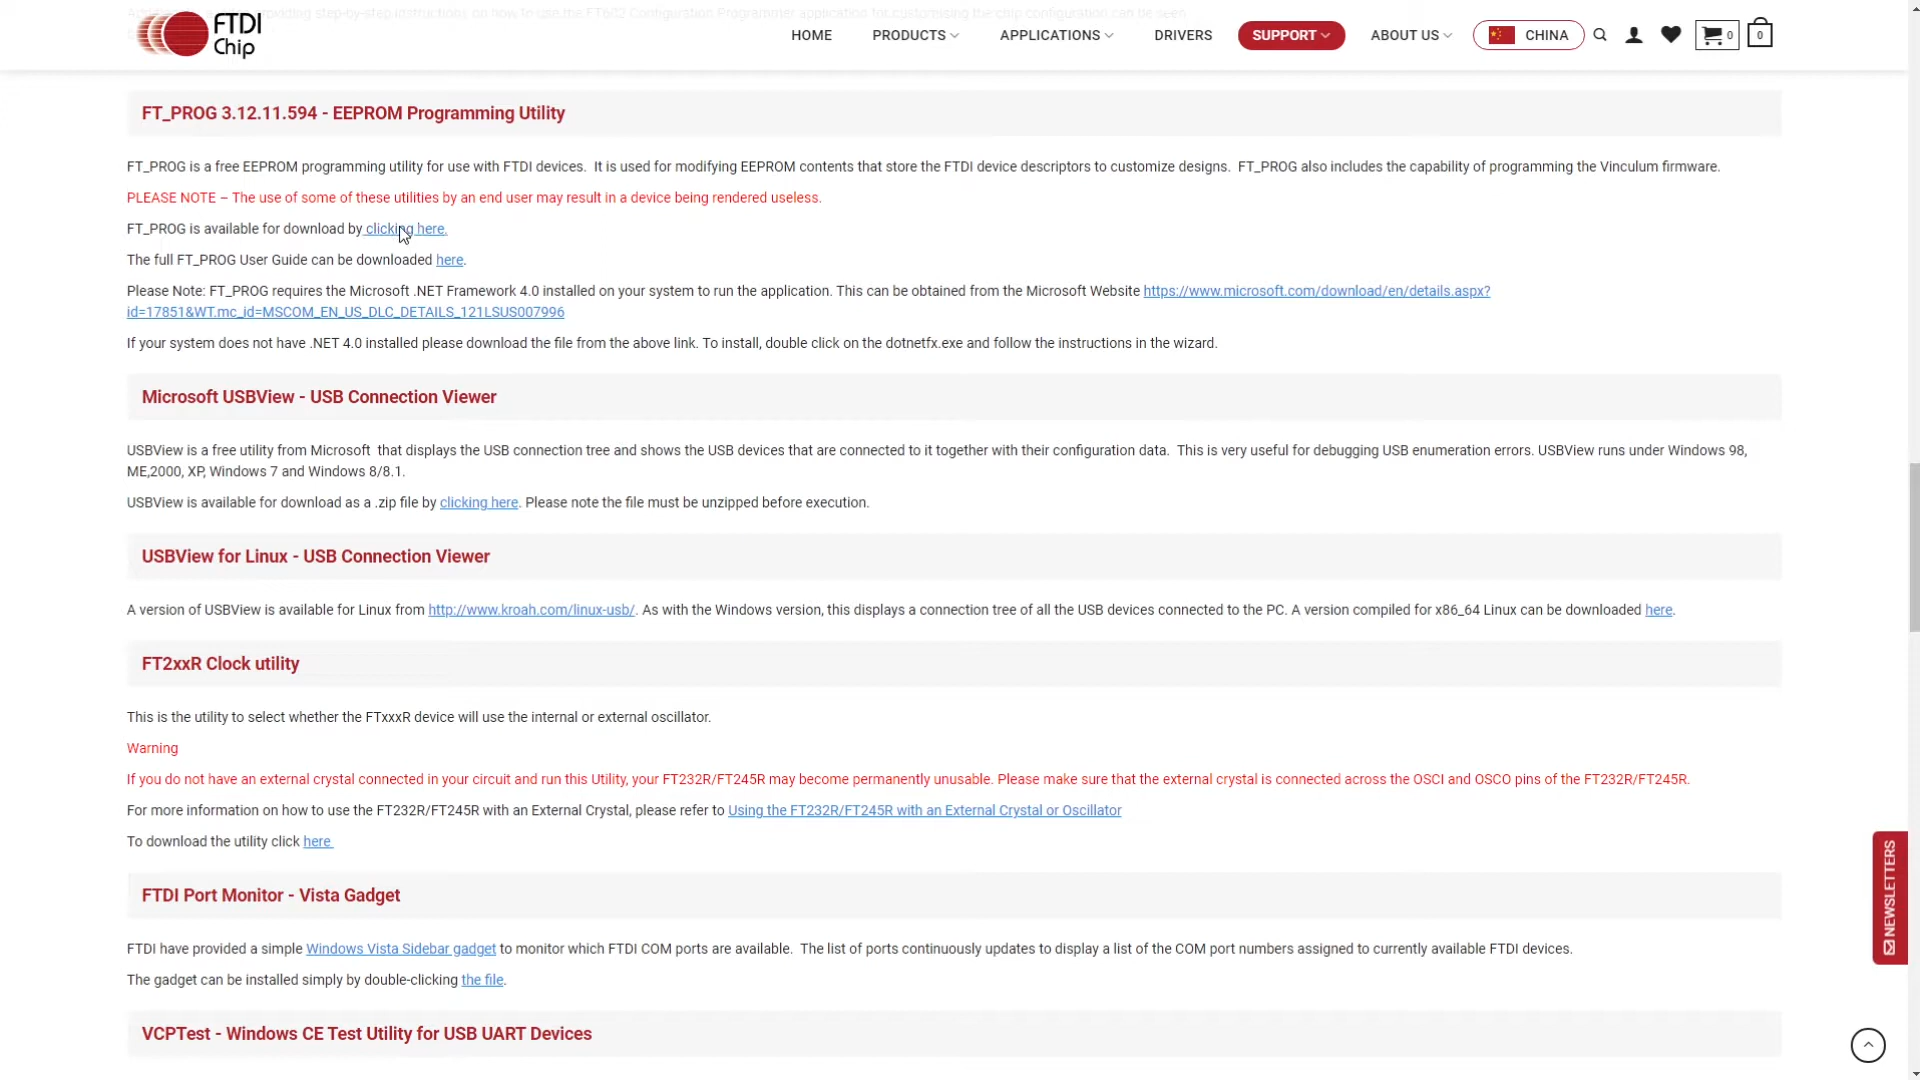 FTDI
Chip
HOME
PRODUCTS
APPLICATIONS
DRIVERS
SUPPORT
ABOUT US
CHINA
0
0
FT_PROG 3.12.11.594 - EEPROM Programming Utility
FT_PROG is a free EEPROM programming utility for use with FTDI devices.  It is used for modifying EEPROM contents that store the FTDI device descriptors to customize designs.  FT_PROG also includes the capability of programming the Vinculum firmware.
PLEASE NOTE – The use of some of these utilities by an end user may result in a device being rendered useless.
FT_PROG is available for download by clicking here.
The full FT_PROG User Guide can be downloaded here.
Please Note: FT_PROG requires the Microsoft .NET Framework 4.0 installed on your system to run the application. This can be obtained from the Microsoft Website https://www.microsoft.com/download/en/details.aspx?
id=17851&WT.mc_id=MSCOM_EN_US_DLC_DETAILS_121LSUS007996
If your system does not have .NET 4.0 installed please download the file from the above link. To install, double click on the dotnetfx.exe and follow the instructions in the wizard.
Microsoft USBView - USB Connection Viewer
USBView is a free utility from Microsoft  that displays the USB connection tree and shows the USB devices that are connected to it together with their configuration data.  This is very useful for debugging USB enumeration errors. USBView runs under Windows 98,
ME,2000, XP, Windows 7 and Windows 8/8.1.
USBView is available for download as a .zip file by clicking here. Please note the file must be unzipped before execution.
USBView for Linux - USB Connection Viewer
A version of USBView is available for Linux from http://www.kroah.com/linux-usb/. As with the Windows version, this displays a connection tree of all the USB devices connected to the PC. A version compiled for x86_64 Linux can be downloaded here.
FT2xxR Clock utility
This is the utility to select whether the FTxxxR device will use the internal or external oscillator.
Warning
If you do not have an external crystal connected in your circuit and run this Utility, your FT232R/FT245R may become permanently unusable. Please make sure that the external crystal is connected across the OSCI and OSCO pins of the FT232R/FT245R.
For more information on how to use the FT232R/FT245R with an External Crystal, please refer to Using the FT232R/FT245R with an External Crystal or Oscillator
To download the utility click here
NEWSLETTERS
FTDI Port Monitor - Vista Gadget
FTDI have provided a simple Windows Vista Sidebar gadget to monitor which FTDI COM ports are available.  The list of ports continuously updates to display a list of the COM port numbers assigned to currently available FTDI devices.
The gadget can be installed simply by double-clicking the file.
VCPTest - Windows CE Test Utility for USB UART Devices